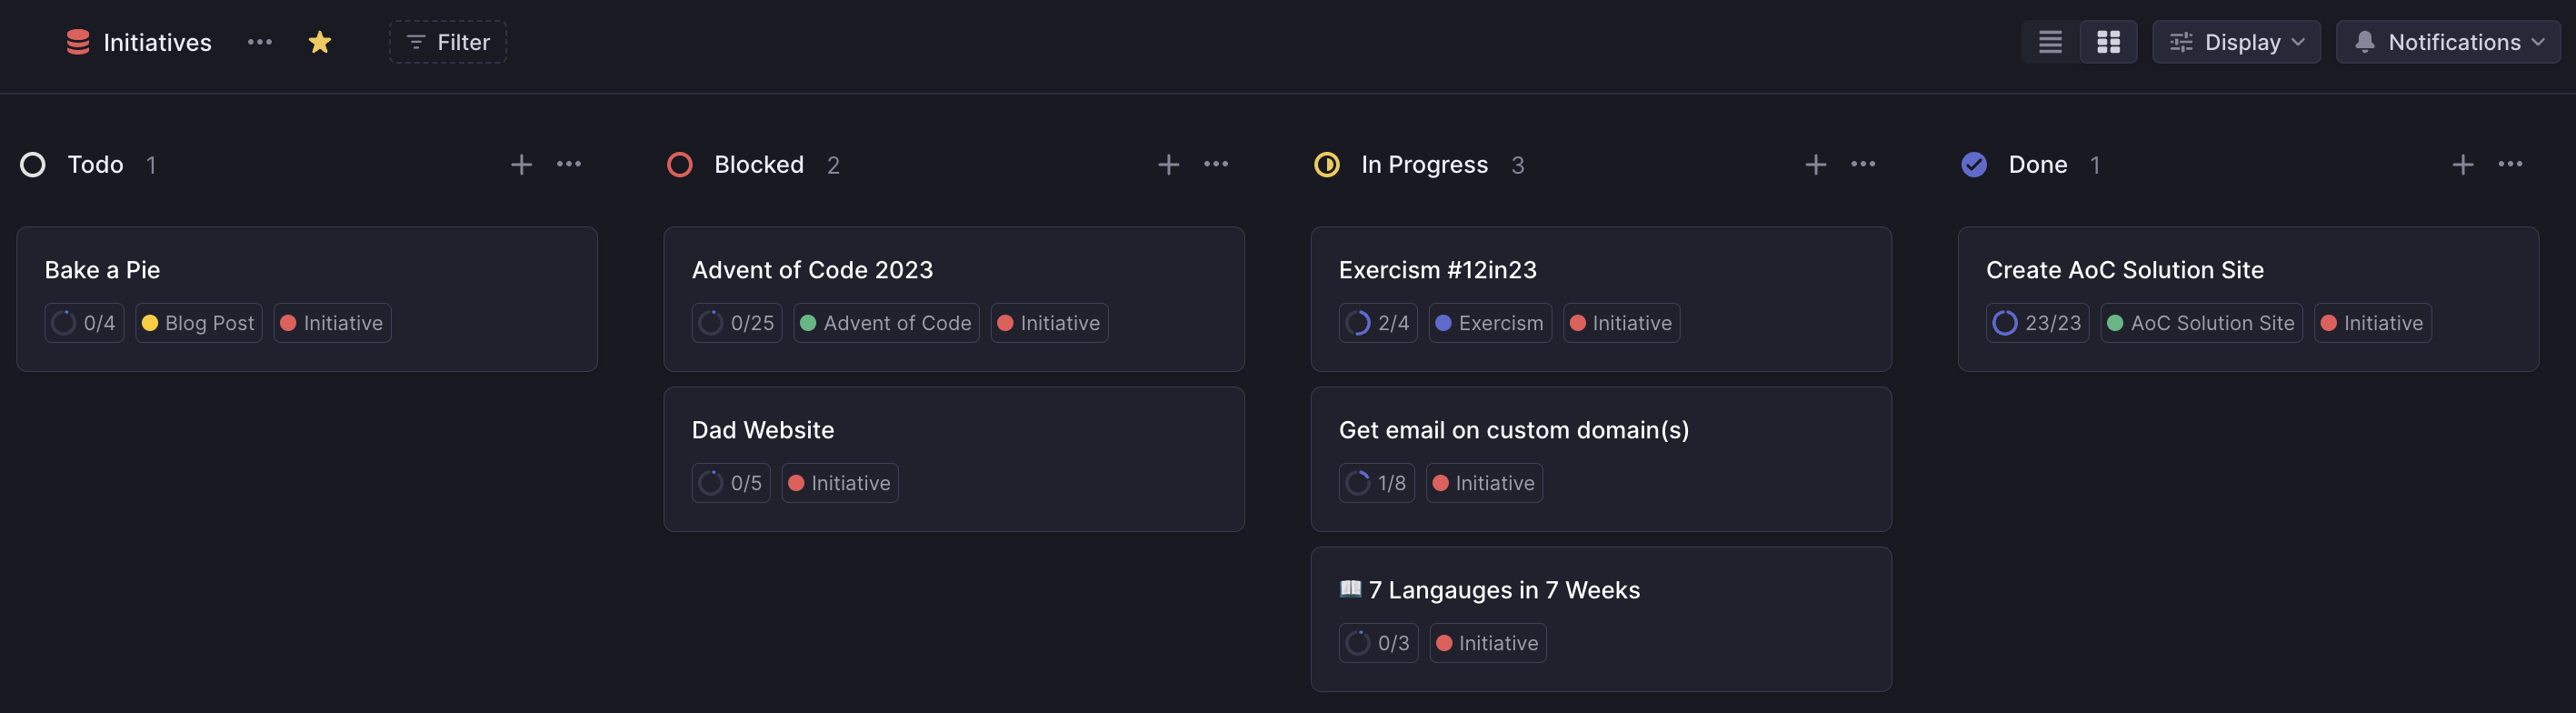 Initiatives
Filter
Display
Notifications
Todo 1
Bake a Pie
0/4 Blog Post Initiative
Blocked 2
Advent of Code 2023
0/25 Advent of Code Initiative
Dad Website
0/5 Initiative
In Progress 3
Exercism #12in23
2/4 Exercism Initiative
Get email on custom domain(s)
1/8 Initiative
7 Langauges in 7 Weeks
0/3 Initiative
Done 1
Create AoC Solution Site
23/23 AoC Solution Site Initiative